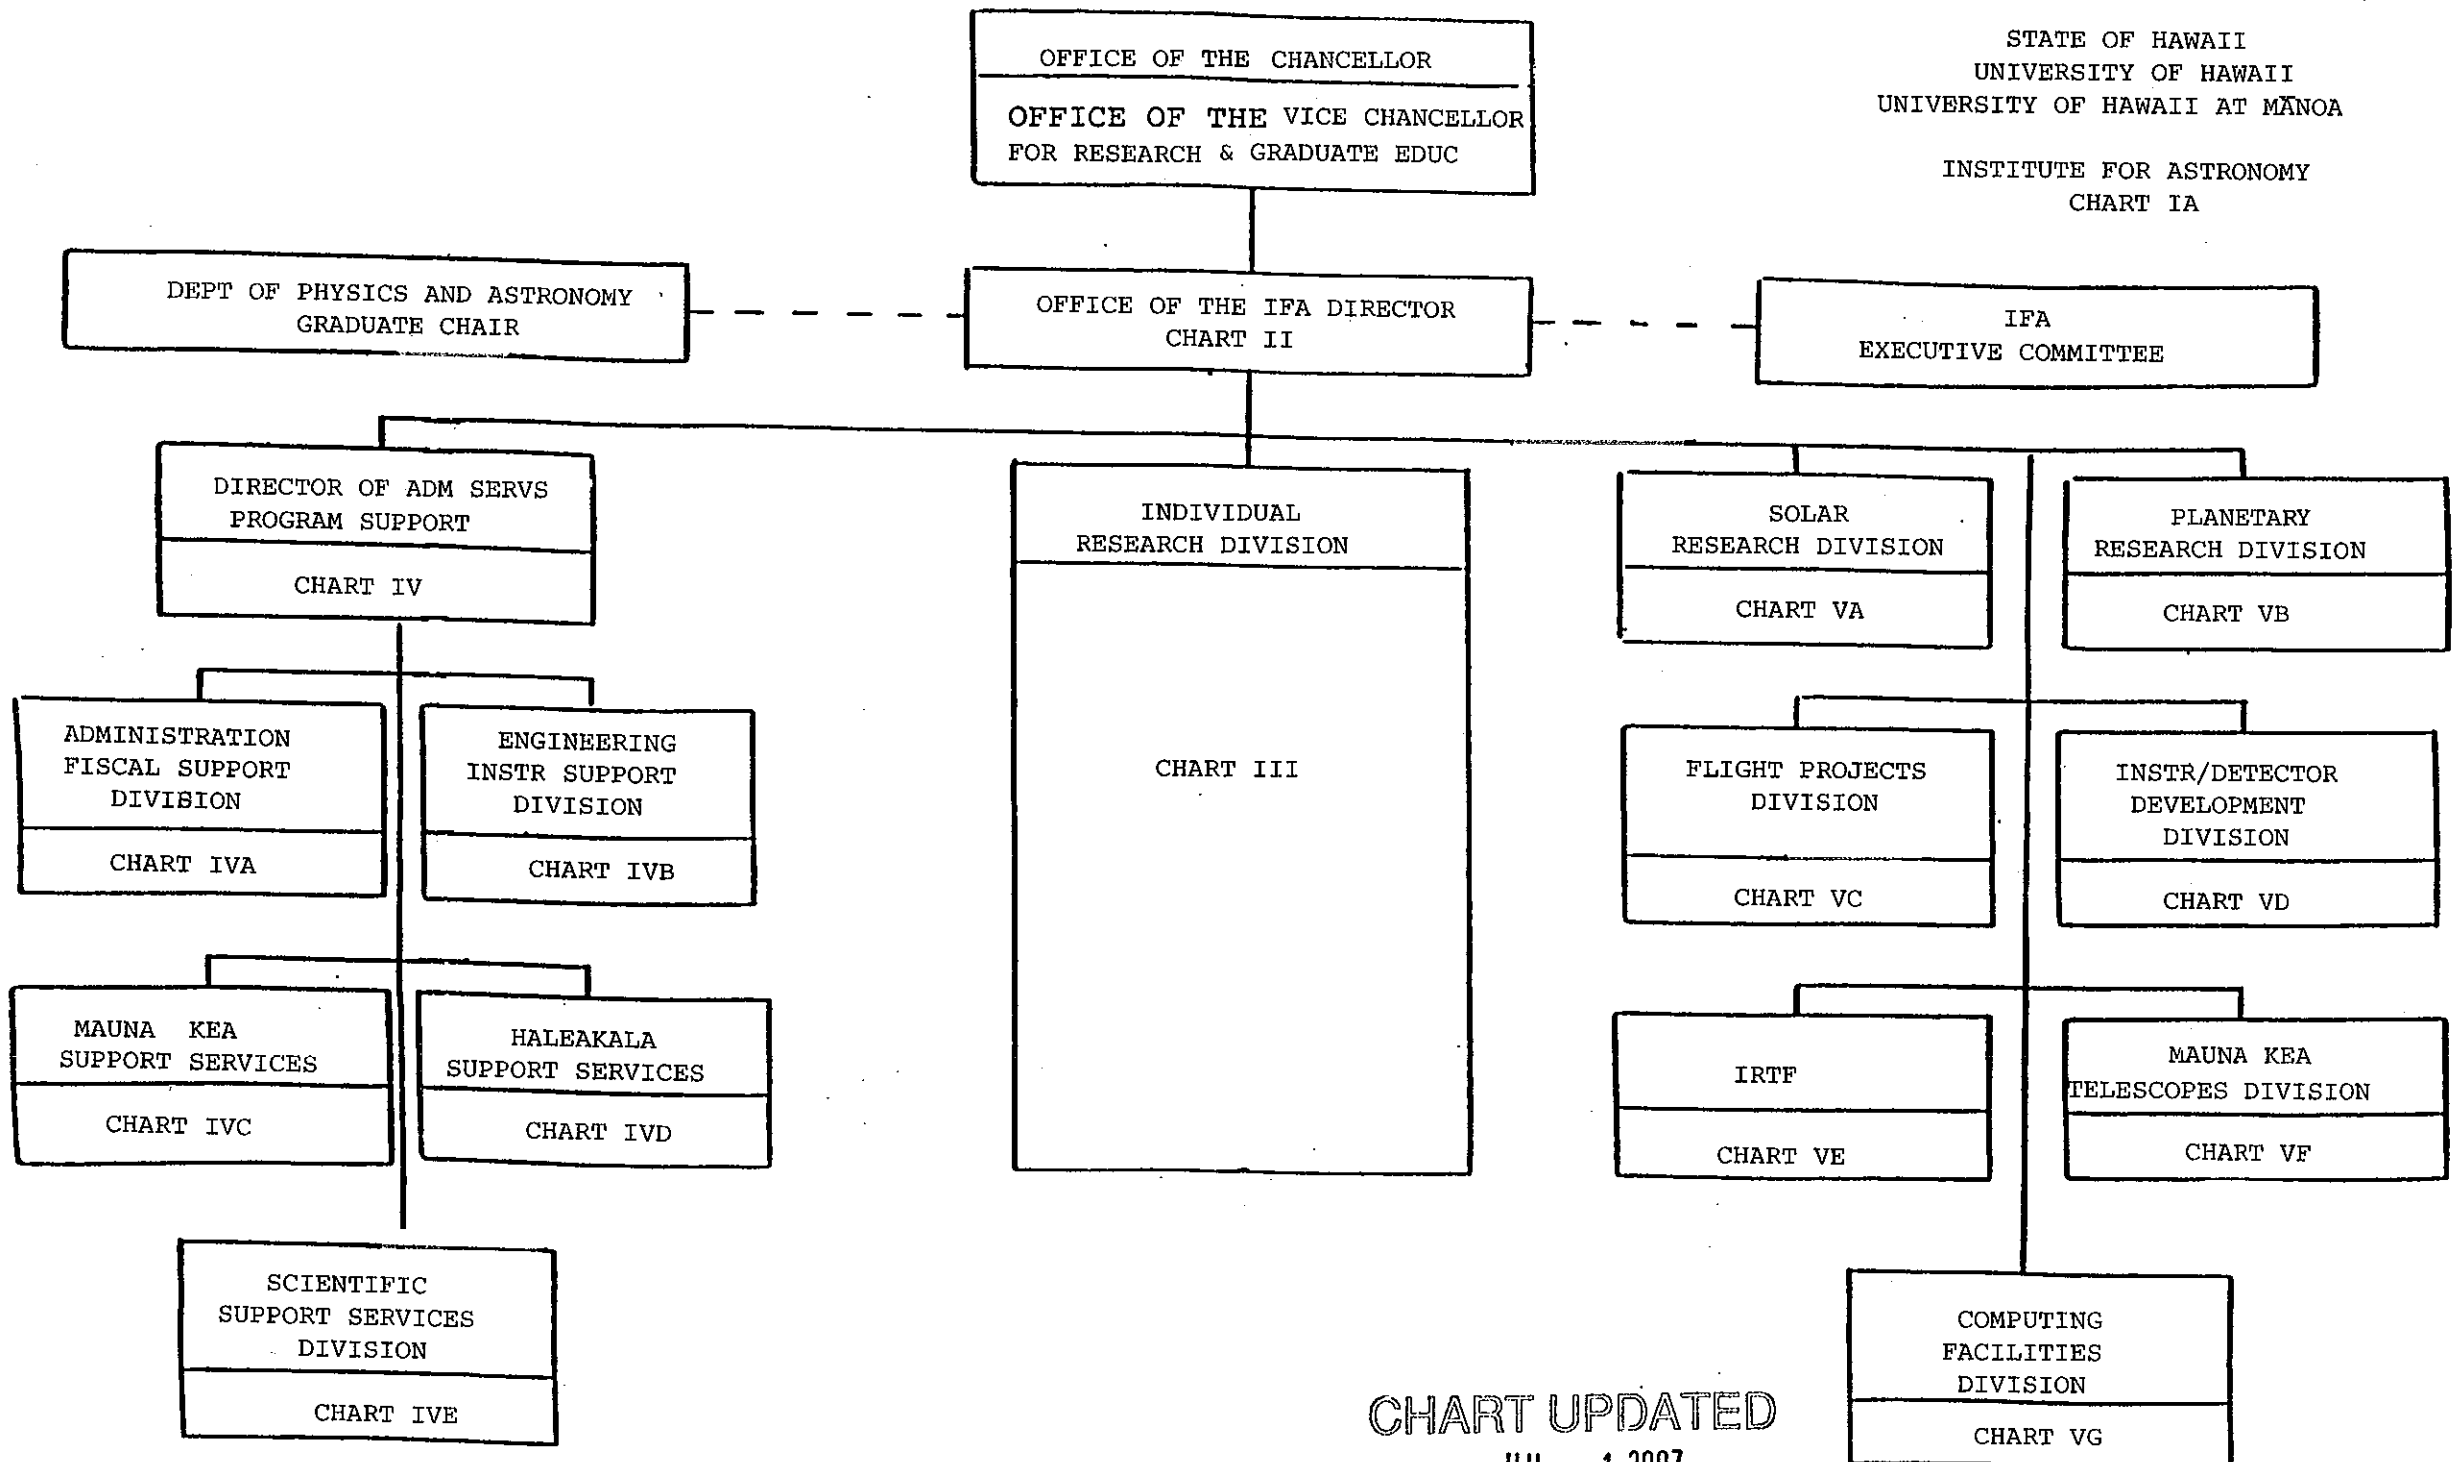 OFFICE OF THE CHANCELLOR
OFFICE OF THE VICE CHANCELLOR
FOR RESEARCH & GRADUATE EDUC
STATE OF HAWAII
UNIVERSITY OF HAWAII
UNIVERSITY OF HAWAII AT MĀNOA
INSTITUTE FOR ASTRONOMY
CHART IA
DEPT OF PHYSICS AND ASTRONOMY
GRADUATE CHAIR
OFFICE OF THE IFA DIRECTOR
CHART II
IFA
EXECUTIVE COMMITTEE
DIRECTOR OF ADM SERVS
PROGRAM SUPPORT
CHART IV
INDIVIDUAL
RESEARCH DIVISION
CHART III
SOLAR
RESEARCH DIVISION
CHART VA
PLANETARY
RESEARCH DIVISION
CHART VB
ADMINISTRATION
FISCAL SUPPORT
DIVISION
CHART IVA
ENGINEERING
INSTR SUPPORT
DIVISION
CHART IVB
FLIGHT PROJECTS
DIVISION
CHART VC
INSTR/DETECTOR
DEVELOPMENT
DIVISION
CHART VD
MAUNA KEA
SUPPORT SERVICES
CHART IVC
HALEAKALA
SUPPORT SERVICES
CHART IVD
IRTF
CHART VE
MAUNA KEA
TELESCOPES DIVISION
CHART VF
SCIENTIFIC
SUPPORT SERVICES
DIVISION
CHART IVE
COMPUTING
FACILITIES
DIVISION
CHART VG
CHART UPDATED
1 2007